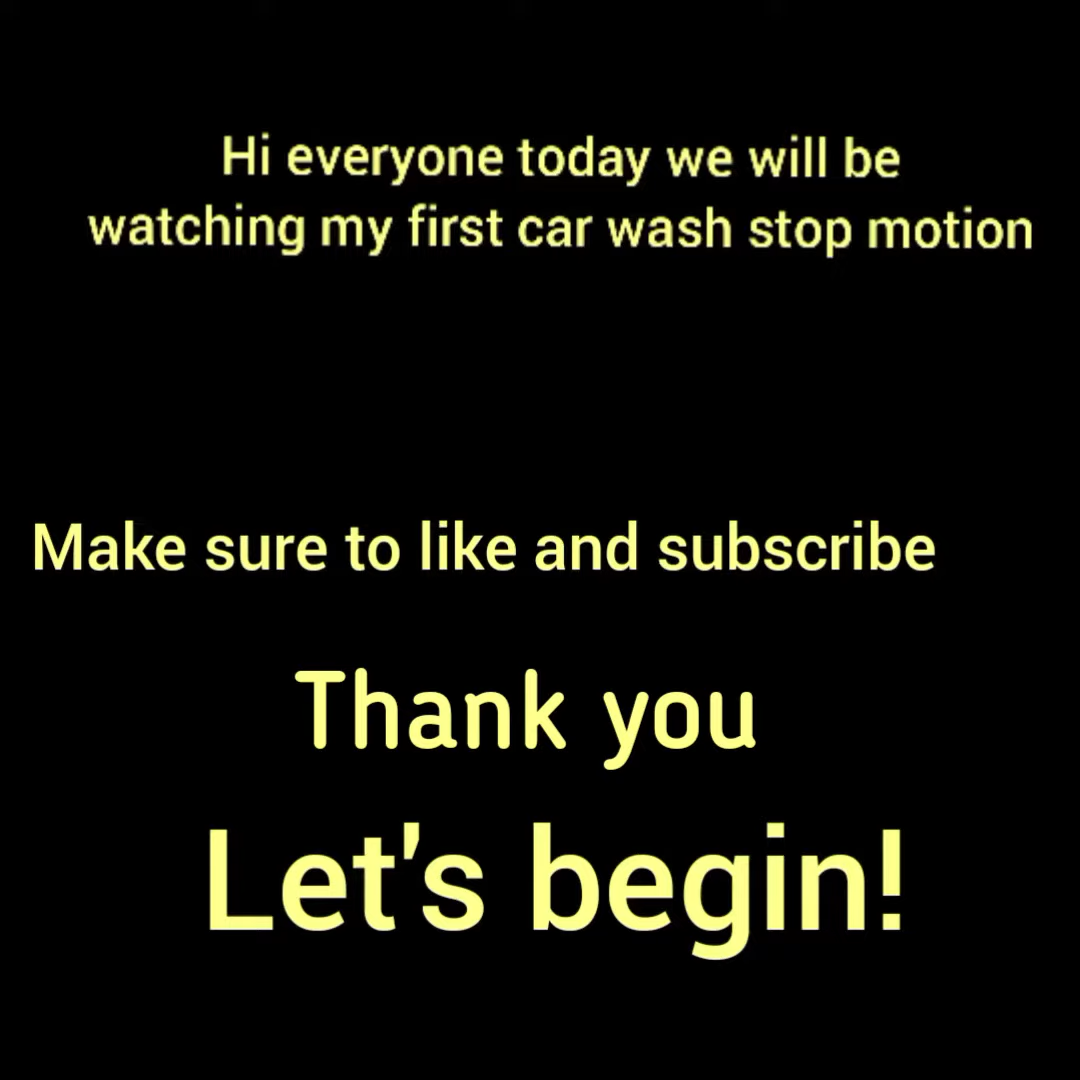 Hi everyone today we will be
watching my first car wash stop motion
Make sure to like and subscribe
Thank you
Let's begin!